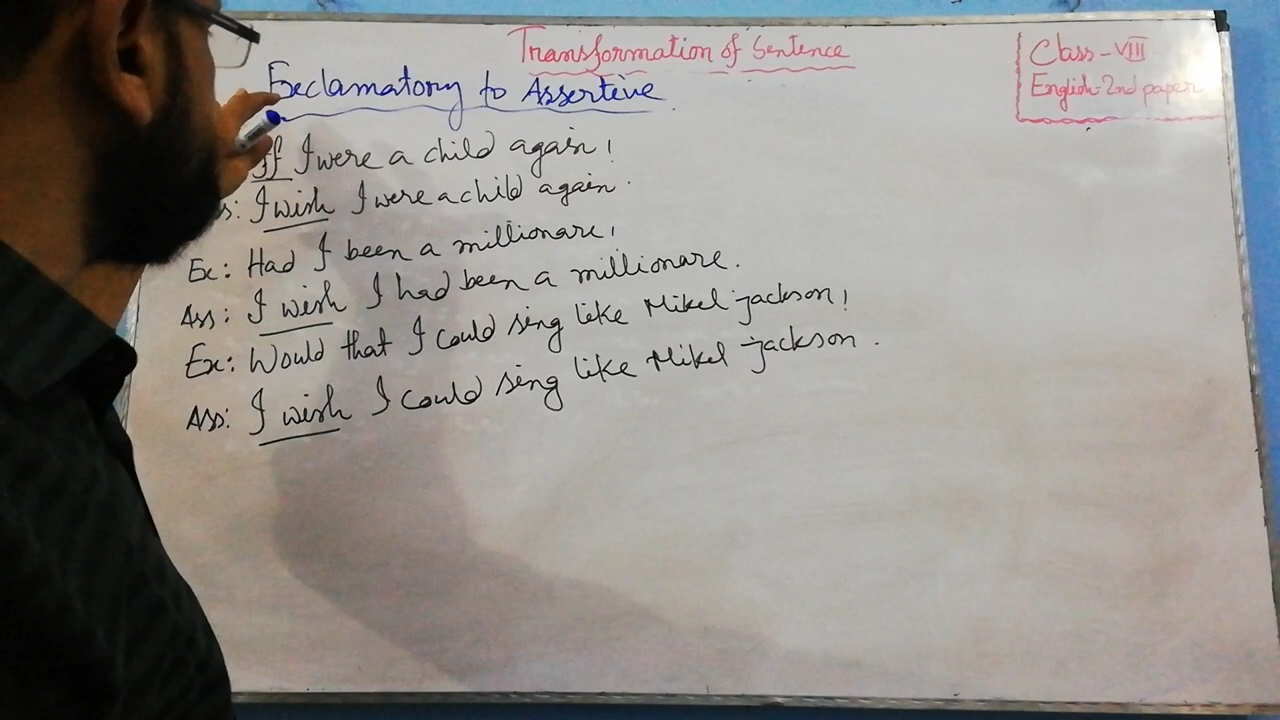 Transformation of Sentence
Class-VIII
English-2nd paper
Exclamatory to Assertive
If I were a child again!
s: I wish I were a child again.
Ex: Had I been a millionare!
Ass: I wish I had been a millionare.
Ex: Would that I could sing like Mikel jackson!
Ass: I wish I could sing like Mikel jackson.